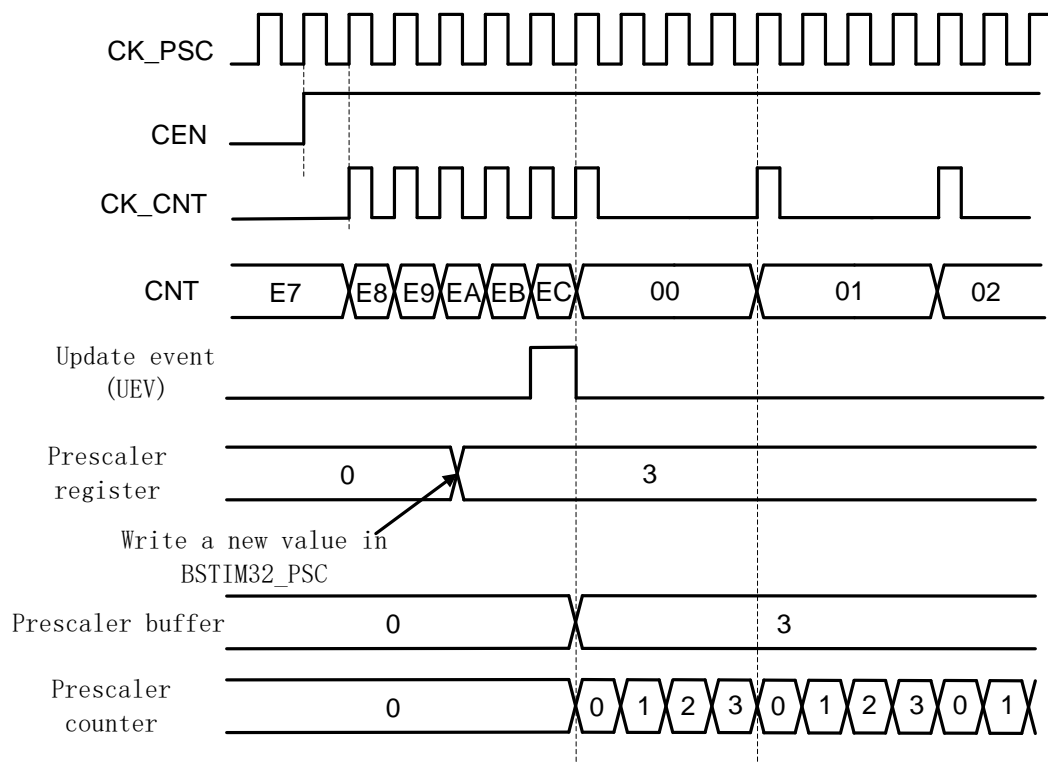 CK_PSC
CEN
CK_CNT
CNT
E7 E8 E9 EA EB EC 00 01 02
Update event
(UEV)
Prescaler
register
0 3
Write a new value in
BSTIM32_PSC
Prescaler buffer
0 3
Prescaler
counter
0 0 1 2 3 0 1 2 3 0 1